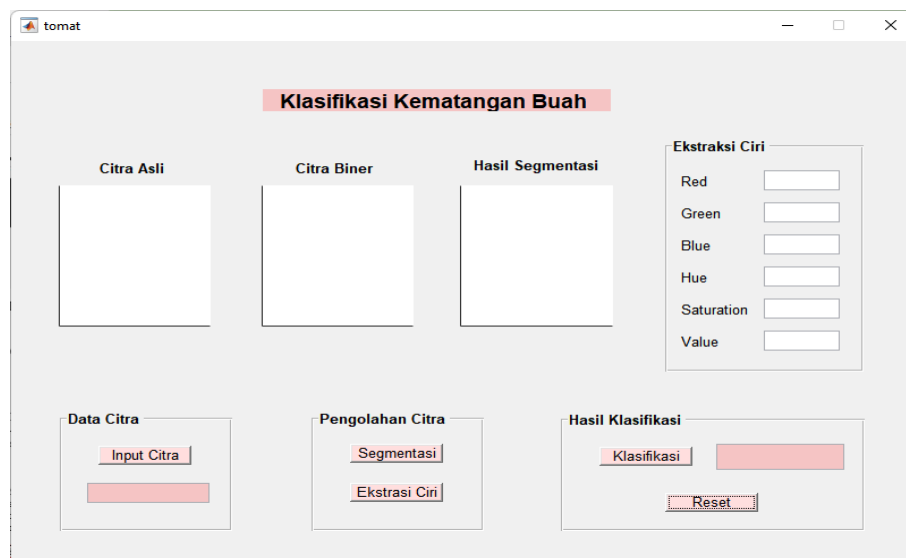 tomat
Klasifikasi Kematangan Buah
Citra Asli
Citra Biner
Hasil Segmentasi
Ekstraksi Ciri
Red
Green
Blue
Hue
Saturation
Value
Data Citra
Input Citra
Pengolahan Citra
Segmentasi
Ekstrasi Ciri
Hasil Klasifikasi
Klasifikasi
Reset